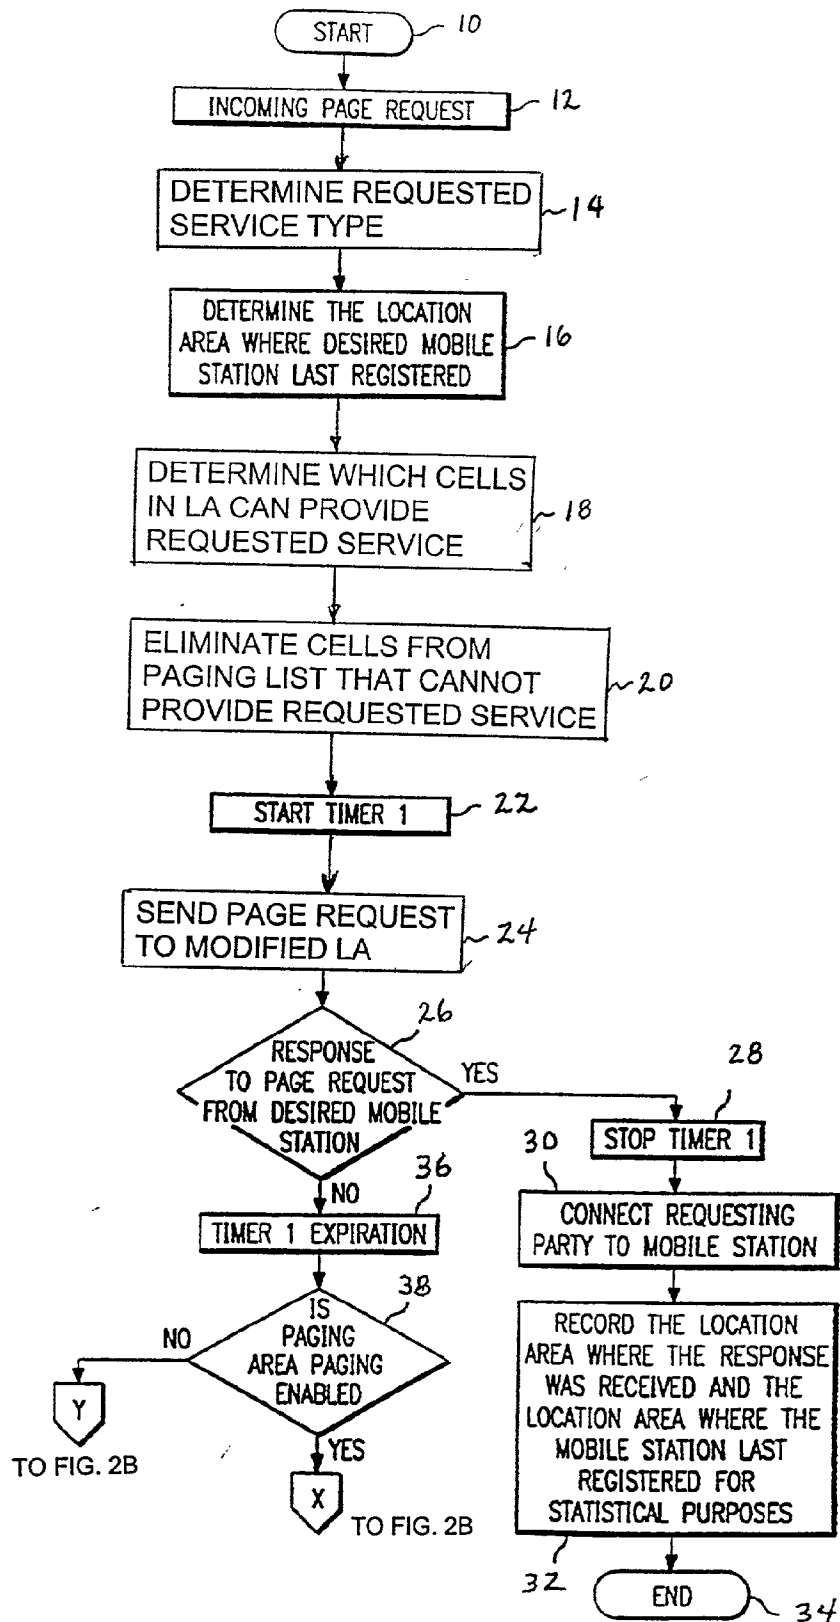 START
10
INCOMING PAGE REQUEST
12
DETERMINE REQUESTED
SERVICE TYPE
14
DETERMINE THE LOCATION
AREA WHERE DESIRED MOBILE
STATION LAST REGISTERED
16
DETERMINE WHICH CELLS
IN LA CAN PROVIDE
REQUESTED SERVICE
18
ELIMINATE CELLS FROM
PAGING LIST THAT CANNOT
PROVIDE REQUESTED SERVICE
20
START TIMER 1
22
SEND PAGE REQUEST
TO MODIFIED LA
24
26
RESPONSE
TO PAGE REQUEST
FROM DESIRED MOBILE
STATION
YES
28
STOP TIMER 1
30
CONNECT REQUESTING
PARTY TO MOBILE STATION
RECORD THE LOCATION
AREA WHERE THE RESPONSE
WAS RECEIVED AND THE
LOCATION AREA WHERE THE
MOBILE STATION LAST
REGISTERED FOR
STATISTICAL PURPOSES
32
END
34
NO
36
TIMER 1 EXPIRATION
38
IS
PAGING
AREA PAGING
ENABLED
NO
Y
TO FIG. 2B
YES
X
TO FIG. 2B